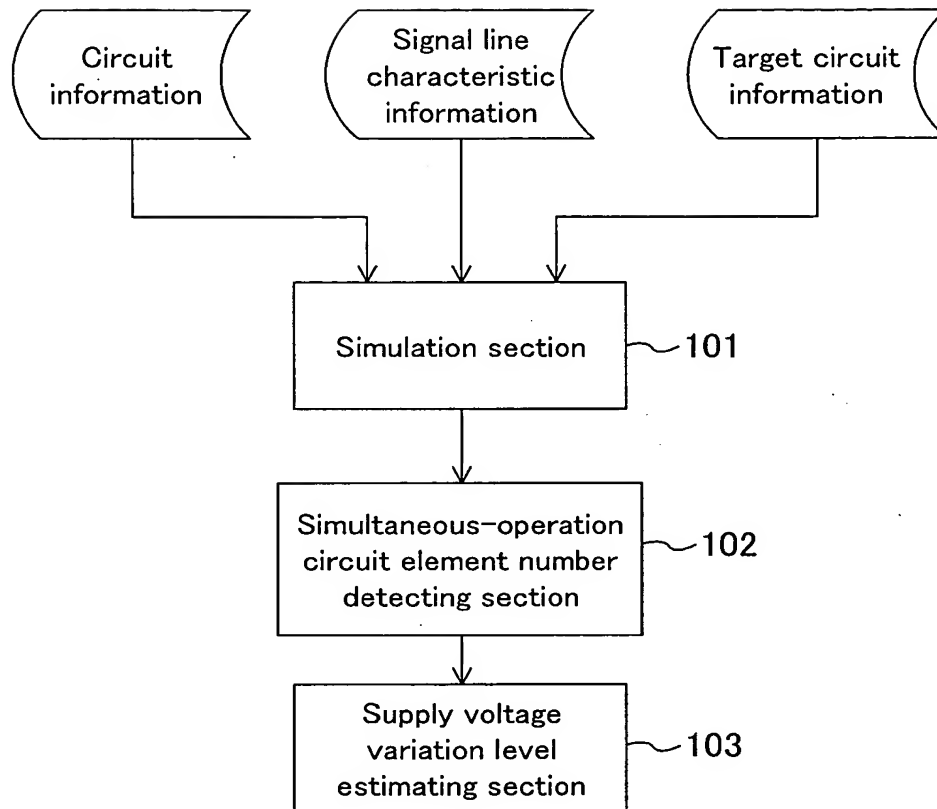 Circuit
information
Signal line
characteristic
information
Target circuit
information
Simulation section
101
Simultaneous-operation
circuit element number
detecting section
102
Supply voltage
variation level
estimating section
103